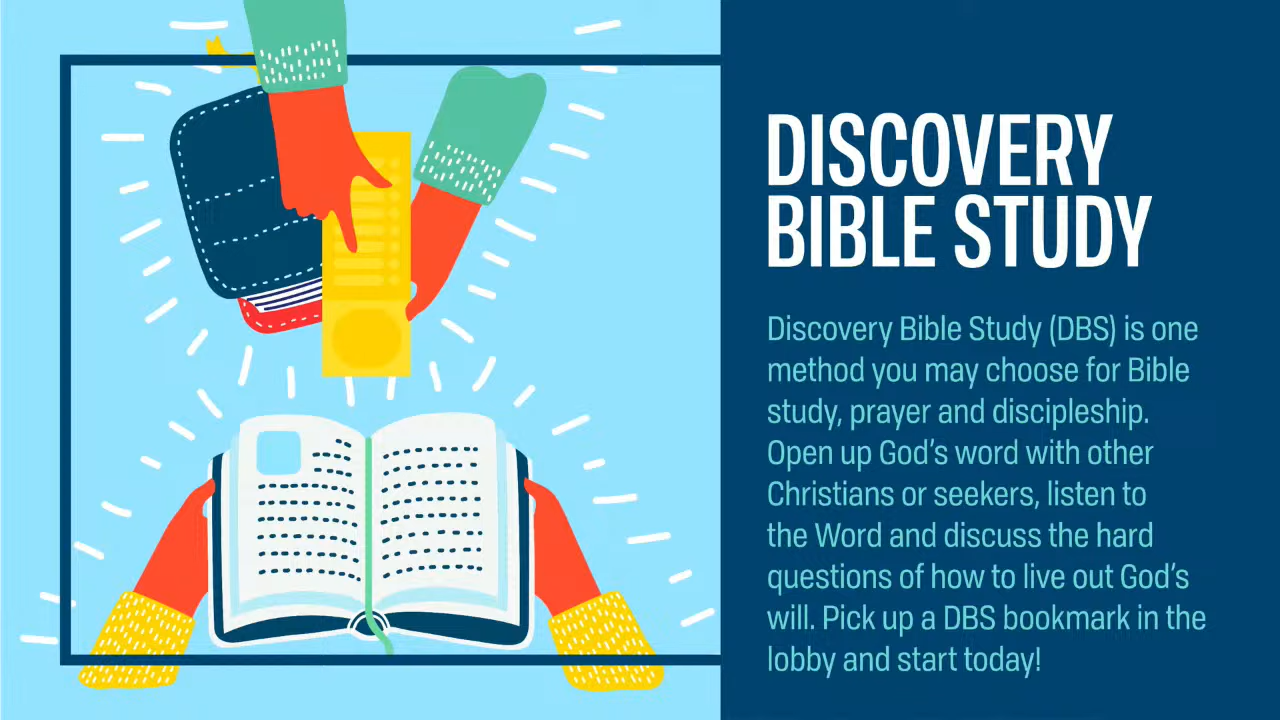 DISCOVERY
BIBLE STUDY
Discovery Bible Study (DBS) is one
method you may choose for Bible
study, prayer and discipleship.
Open up God’s word with other
Christians or seekers, listen to
the Word and discuss the hard
questions of how to live out God’s
will. Pick up a DBS bookmark in the
lobby and start today!